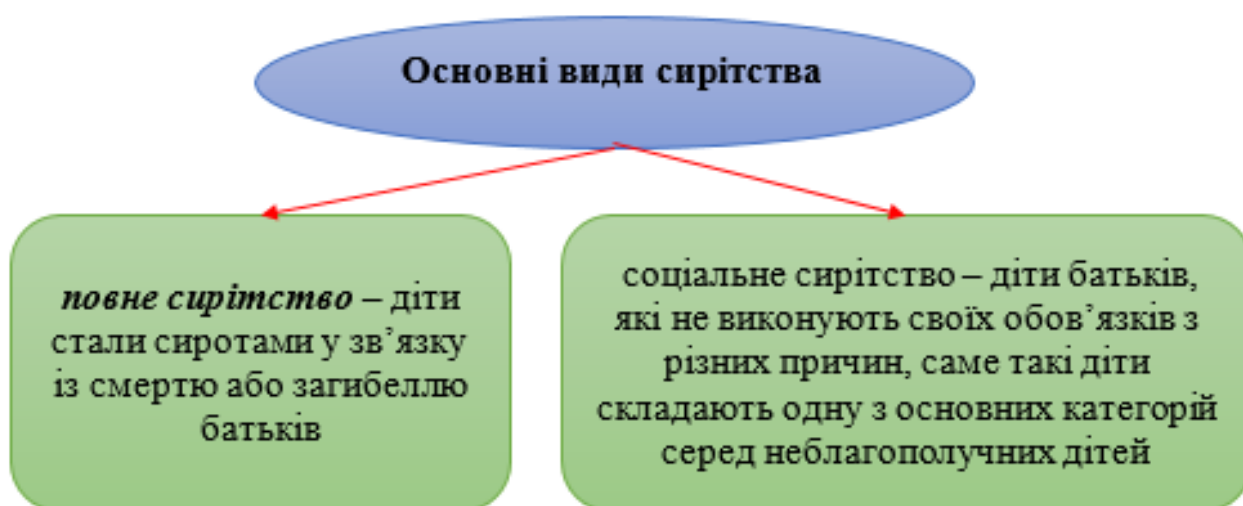 Основні види сирітства
повне сирітство – діти
стали сиротами у зв’язку
із смертю або загибеллю
батьків
соціальне сирітство – діти батьків,
які не виконують своїх обов’язків з
різних причин, саме такі діти
складають одну з основних категорій
серед неблагополучних дітей